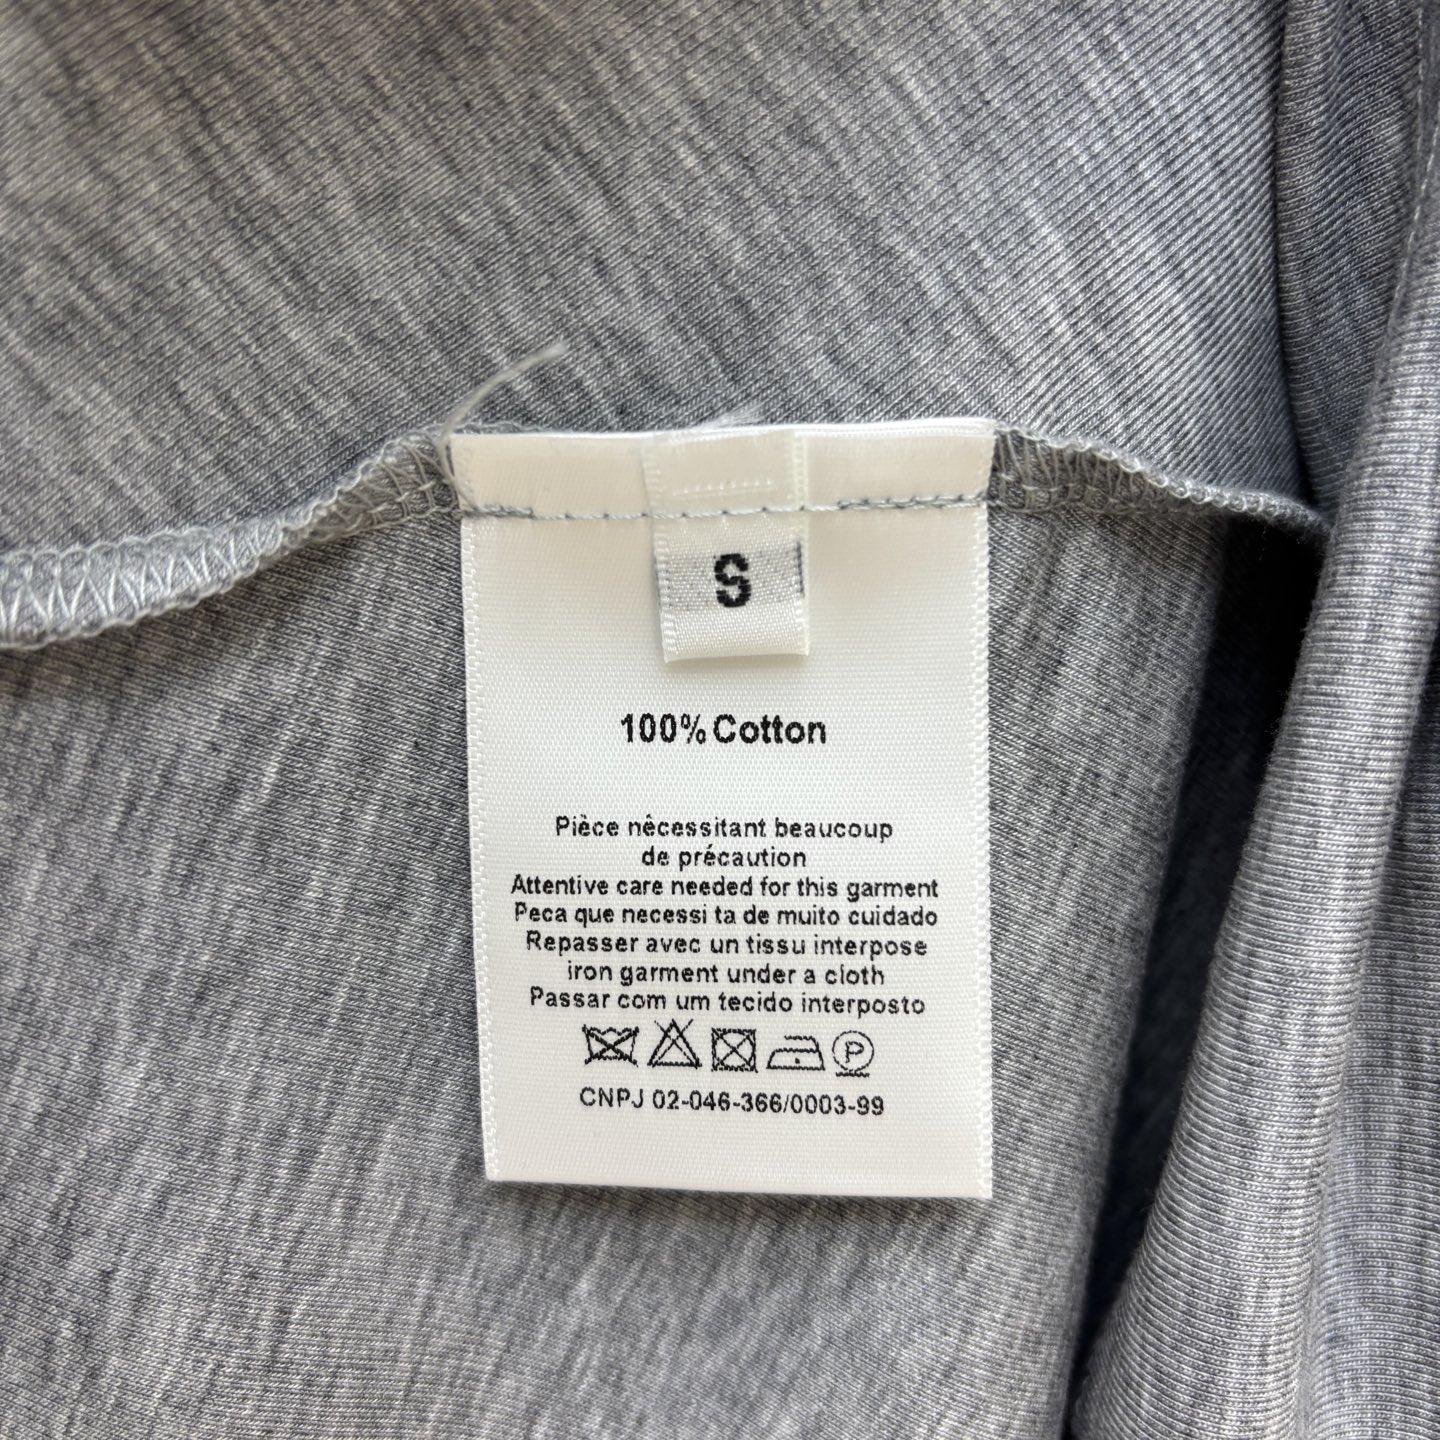 S
100% Cotton
Pièce nêcessitant beaucoup
de précaution
Attentive care needed for this garment
Peca que necessi ta de muito cuidado
Repasser avec un tissu interpose
iron garment under a cloth
Passar com um tecido interposto
P
CNPJ 02-046-366/0003-99